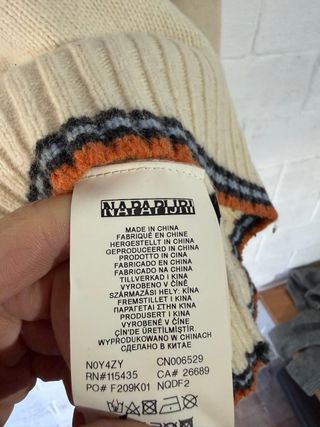 NAPAPIJRI
MADE IN CHINA
FABRIQUÉ EN CHINE
HERGESTELLT IN CHINA
GEPRODUCEERD IN CHINA
PRODOTTO IN CINA
FABRICADO EN CHINA
FABRICADO NA CHINA
TILLVERKAD I KINA
VYROBENO V ČÍNĚ
SZÁRMAZÁSI HELY: KÍNA
FREMSTILLET I KINA
ΠΑΡΑΓΕΤΑΙ ΣΤΗΝ ΚΙΝΑ
PRODUSERT I KINA
VYROBENÉ V ČÍNE
ÇİN'DE ÜRETİLMİŞTİR
WYPRODUKOWANO W CHINACH
СДЕЛАНО В КИТАЕ
N0Y4ZY CN006529
RN#115435 CA# 26689
PO# F209K01 NQDF2